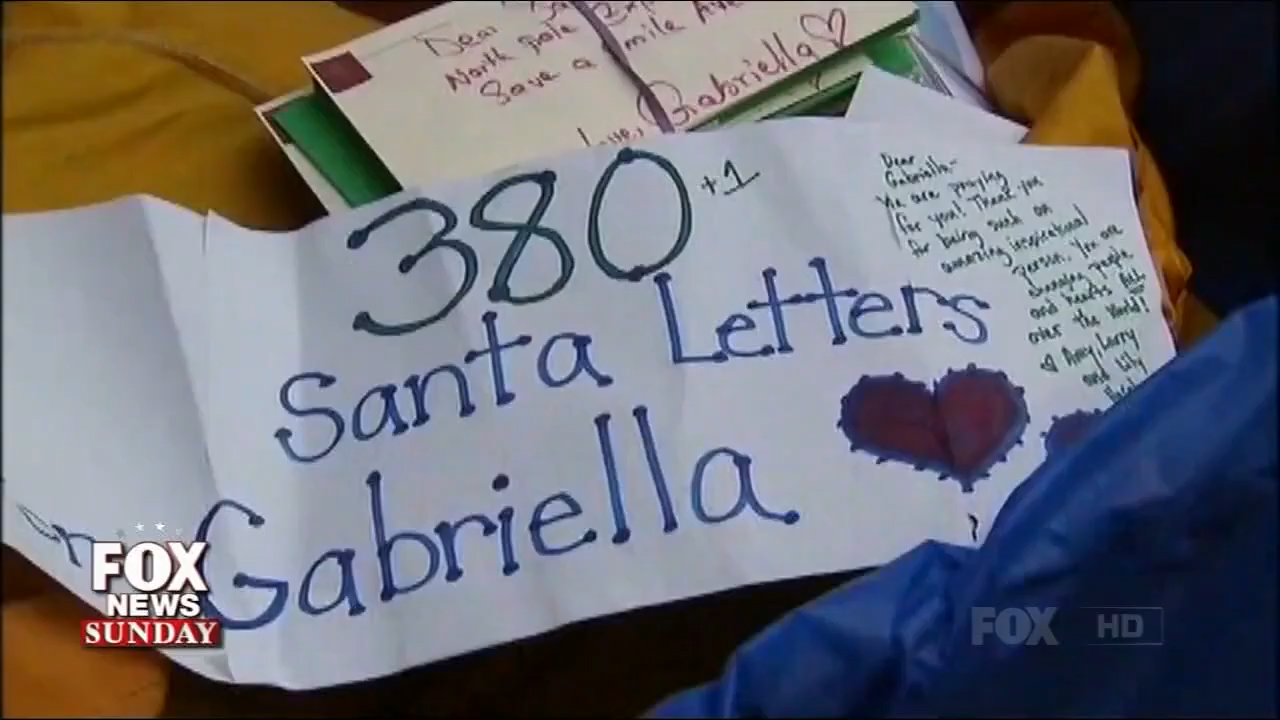 Dear
North pole
Save a mile Ave
Love, Gabriella
380 +1
Santa Letters
Gabriella
Dear
Gabriella-
We are praying
for you! Thank you
for being such an
amazing inspirational
person. You are
changing people
and hearts ALL
over the World!
Amy, Larry
and Lily
FOX
NEWS
SUNDAY
FOX HD